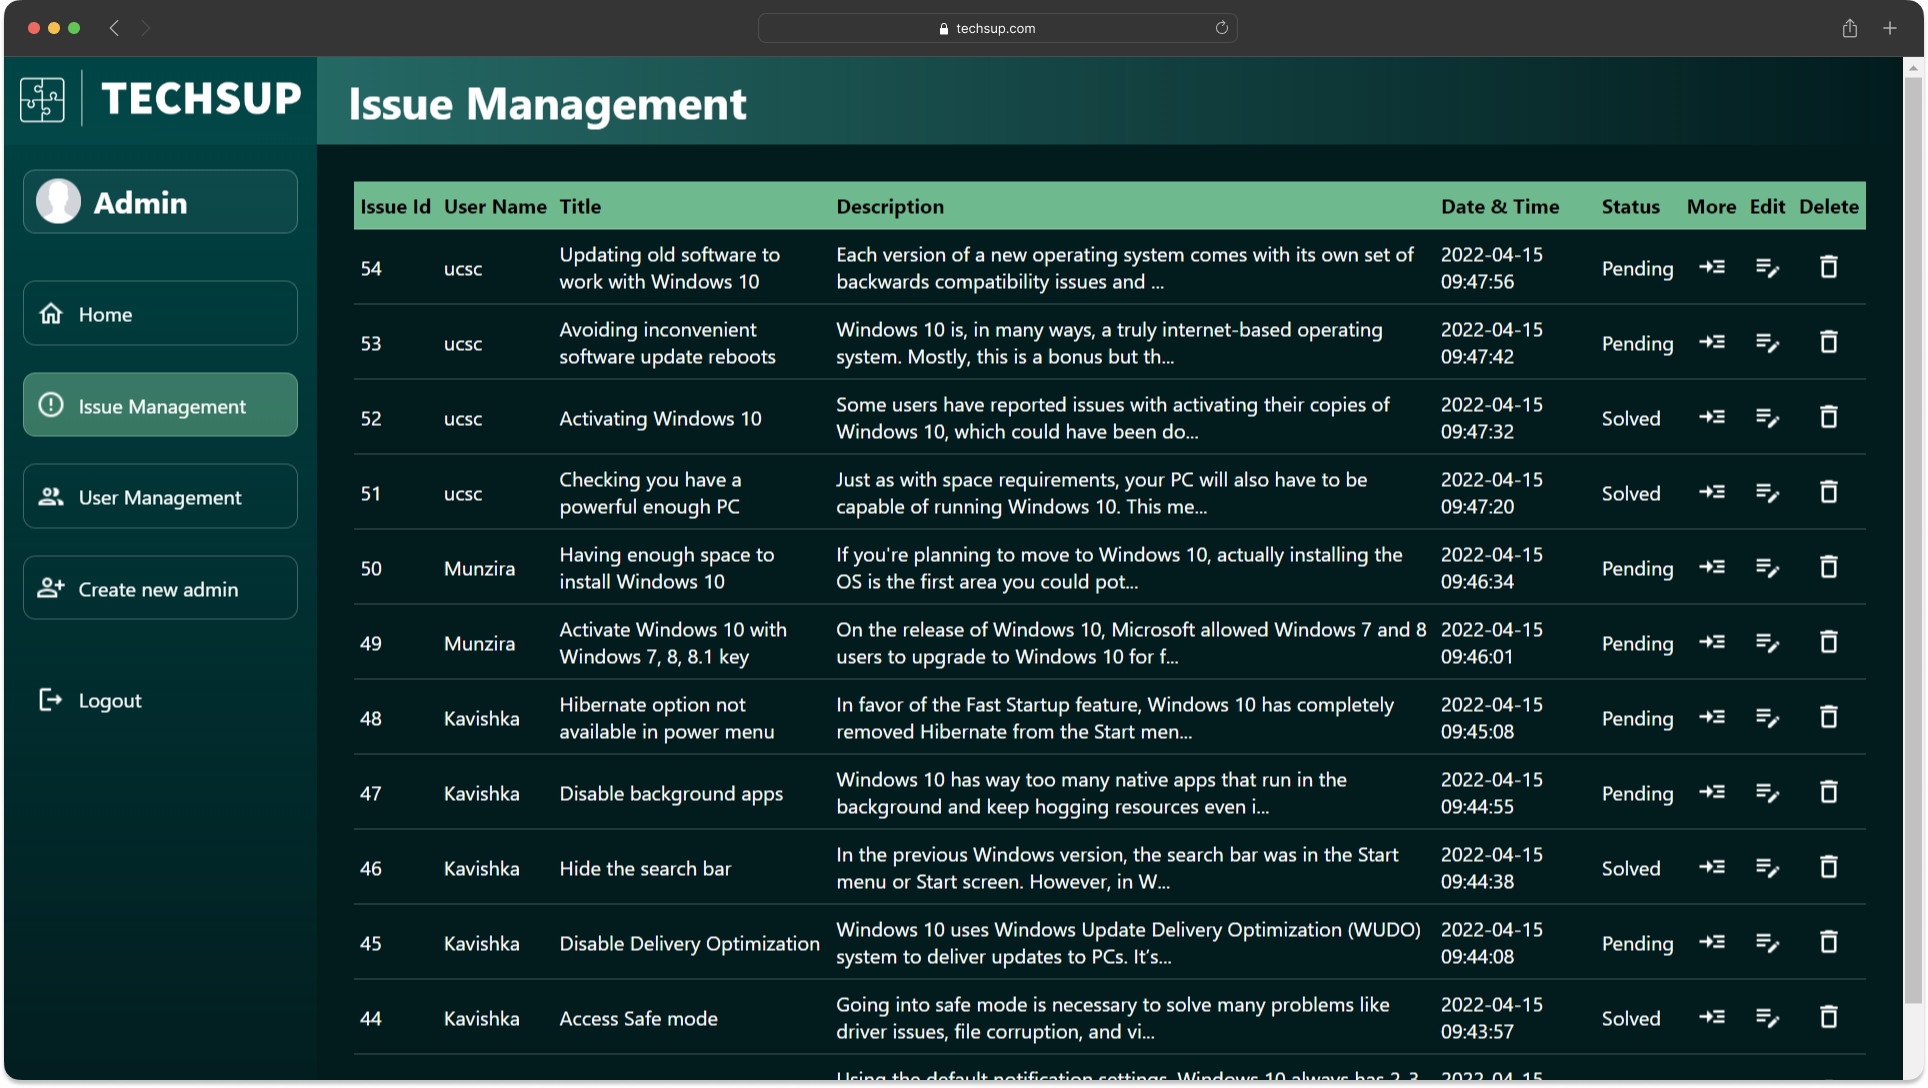 techsup.com
TECHSUP
Issue Management
Admin
Home
Issue Management
User Management
Create new admin
Logout
Issue Id User Name Title Description Date & Time Status More Edit Delete
54 ucsc Updating old software to Each version of a new operating system comes with its own set of 2022-04-15 Pending
work with Windows 10 backwards compatibility issues and ... 09:47:56
53 ucsc Avoiding inconvenient Windows 10 is, in many ways, a truly internet-based operating 2022-04-15 Pending
software update reboots system. Mostly, this is a bonus but th... 09:47:42
52 ucsc Activating Windows 10 Some users have reported issues with activating their copies of 2022-04-15 Solved
Windows 10, which could have been do... 09:47:32
51 ucsc Checking you have a Just as with space requirements, your PC will also have to be 2022-04-15 Solved
powerful enough PC capable of running Windows 10. This me... 09:47:20
50 Munzira Having enough space to If you're planning to move to Windows 10, actually installing the 2022-04-15 Pending
install Windows 10 OS is the first area you could pot... 09:46:34
49 Munzira Activate Windows 10 with On the release of Windows 10, Microsoft allowed Windows 7 and 8 2022-04-15 Pending
Windows 7, 8, 8.1 key users to upgrade to Windows 10 for f... 09:46:01
48 Kavishka Hibernate option not In favor of the Fast Startup feature, Windows 10 has completely 2022-04-15 Pending
available in power menu removed Hibernate from the Start men... 09:45:08
47 Kavishka Disable background apps Windows 10 has way too many native apps that run in the 2022-04-15 Pending
background and keep hogging resources even i... 09:44:55
46 Kavishka Hide the search bar In the previous Windows version, the search bar was in the Start 2022-04-15 Solved
menu or Start screen. However, in W... 09:44:38
45 Kavishka Disable Delivery Optimization Windows 10 uses Windows Update Delivery Optimization (WUDO) 2022-04-15 Pending
system to deliver updates to PCs. It's... 09:44:08
44 Kavishka Access Safe mode Going into safe mode is necessary to solve many problems like 2022-04-15 Solved
driver issues, file corruption, and vi... 09:43:57
Using the default notification settings, Windows 10 always has 2-3 2022-04-15